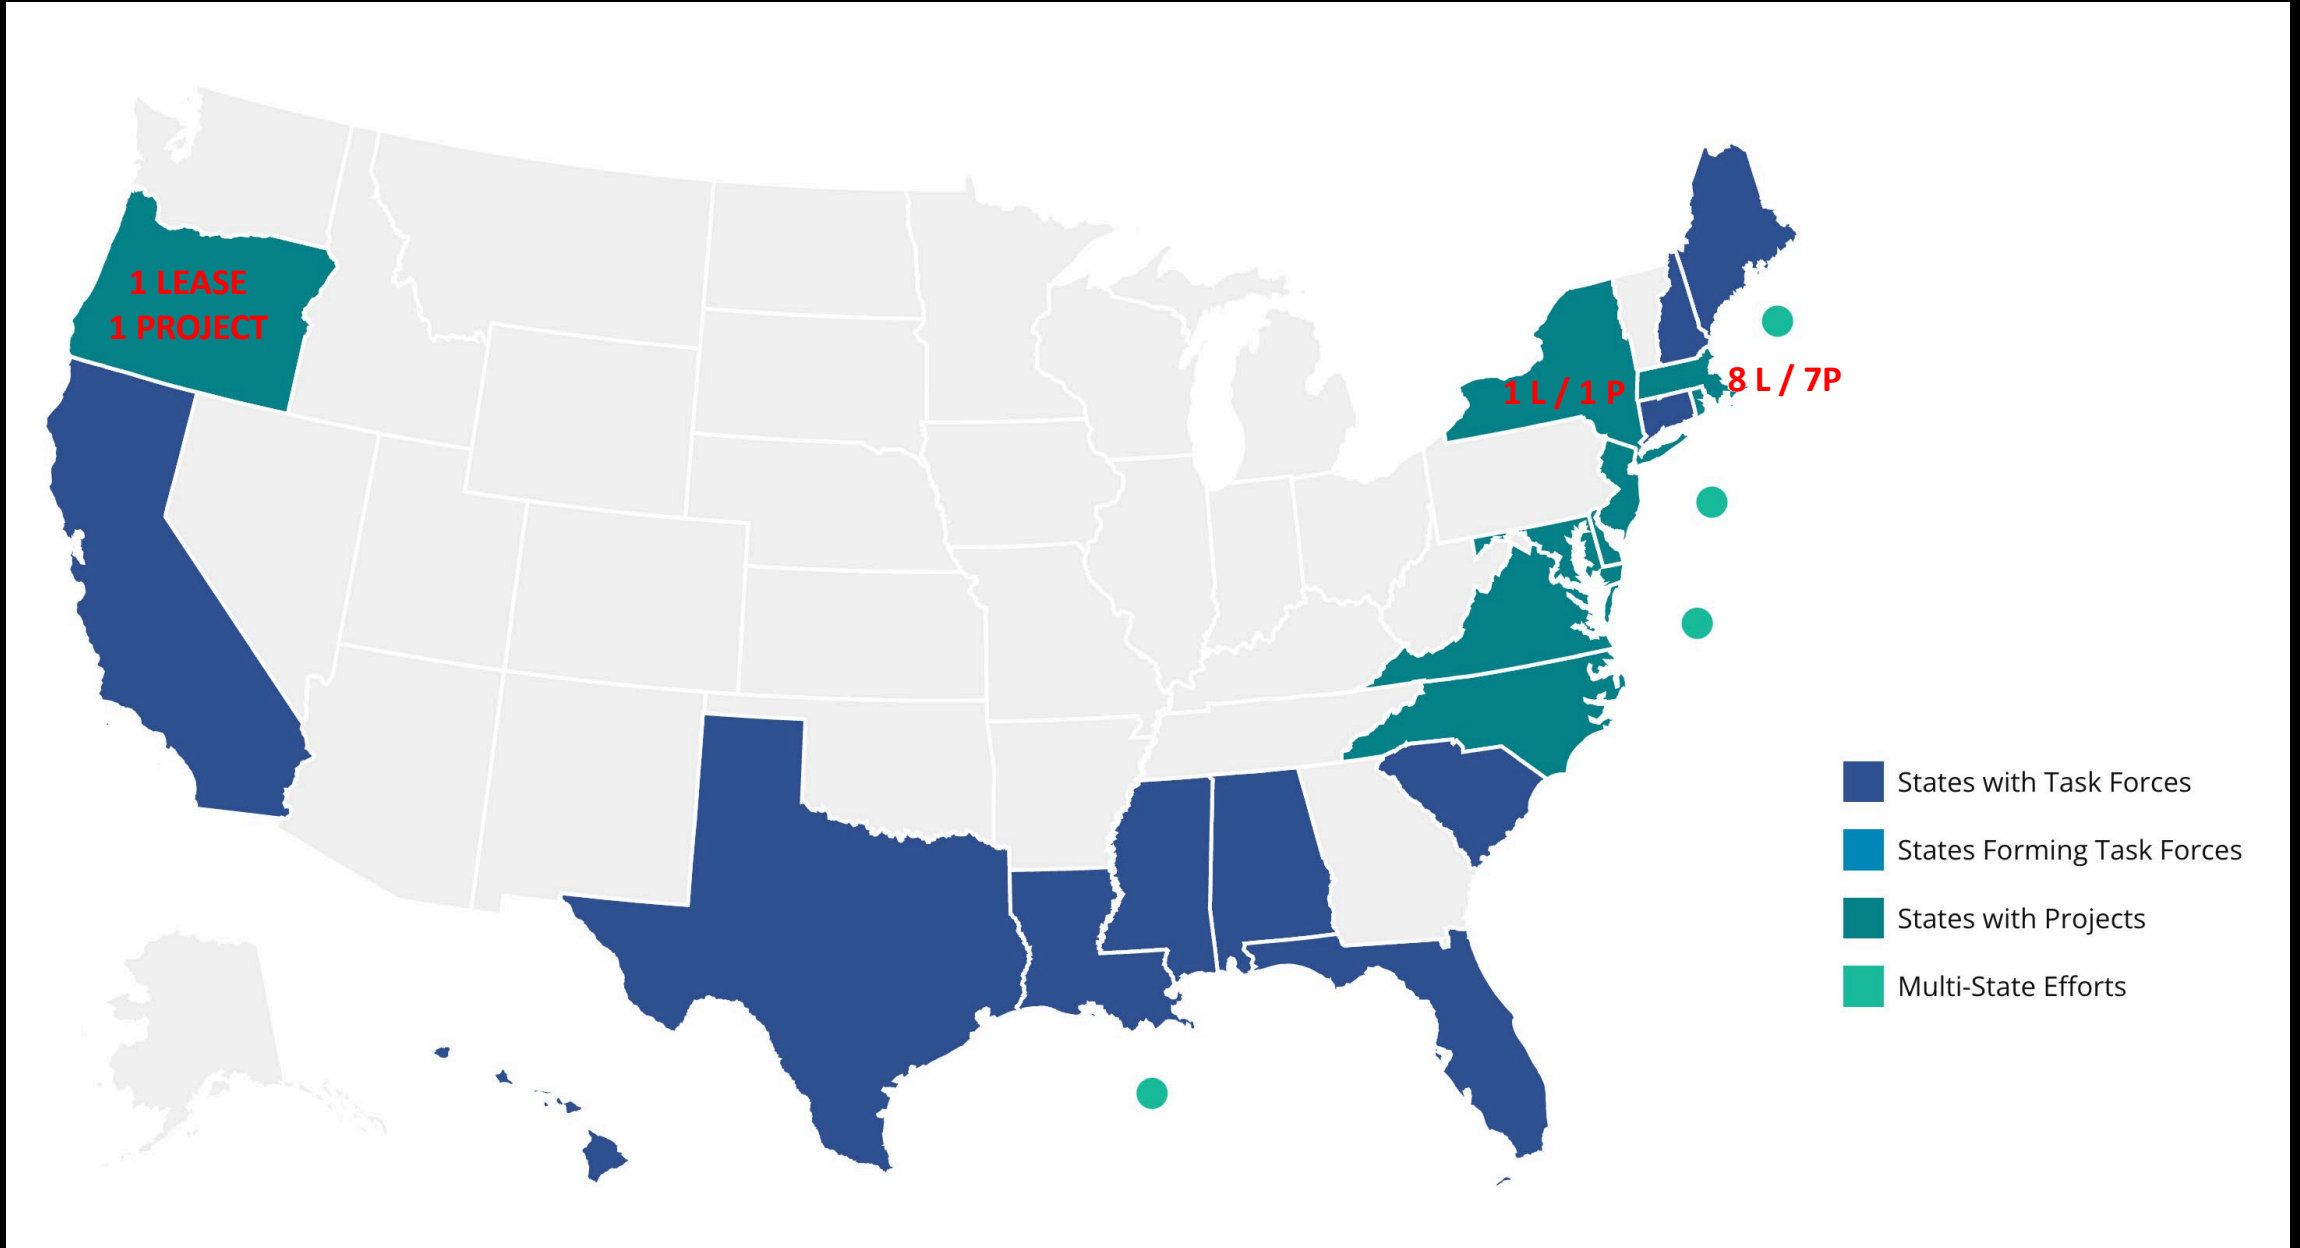 1 LEASE
1 PROJECT
1 L / 1 P
8 L / 7P
States with Task Forces
States Forming Task Forces
States with Projects
Multi-State Efforts